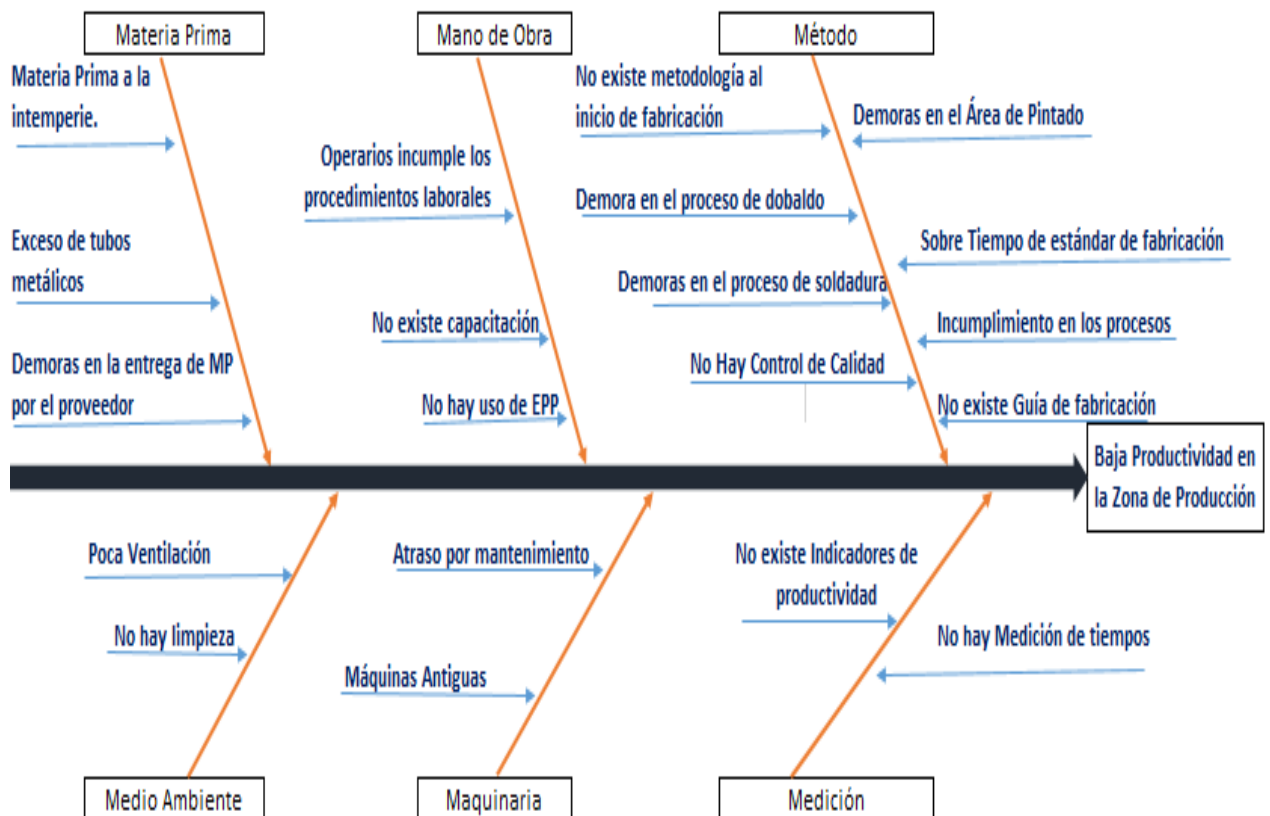 Materia Prima
Mano de Obra
Método
Materia Prima a la
intemperie.
Exceso de tubos
metálicos
Demoras en la entrega de MP
por el proveedor
Operarios incumple los
procedimientos laborales
No existe capacitación
No hay uso de EPP
No existe metodología al
inicio de fabricación
Demora en el proceso de dobaldo
Demoras en el proceso de soldadura
No Hay Control de Calidad
Demoras en el Área de Pintado
Sobre Tiempo de estándar de fabricación
Incumplimiento en los procesos
No existe Guía de fabricación
Baja Productividad en
la Zona de Producción
Poca Ventilación
No hay limpieza
Atraso por mantenimiento
Máquinas Antiguas
No existe Indicadores de
productividad
No hay Medición de tiempos
Medio Ambiente
Maquinaria
Medición